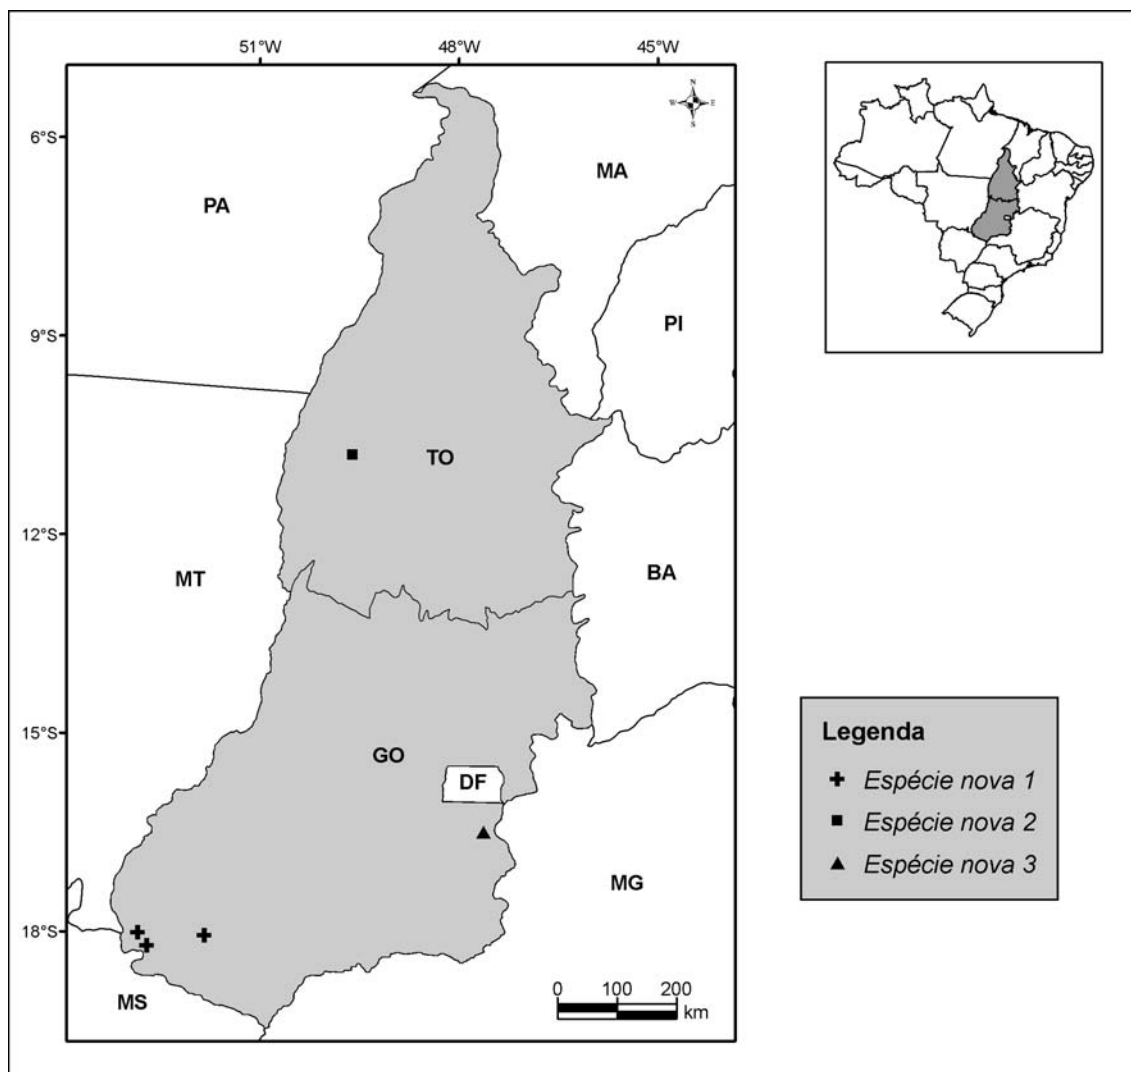 51°W 48°W 45°W
N
W E
S
6°S
MA
PA
PI
9°S
TO
12°S
MT
BA
15°S
GO
DF
MG
18°S
MS
0 100 200
km
Legenda
Espécie nova 1
Espécie nova 2
Espécie nova 3